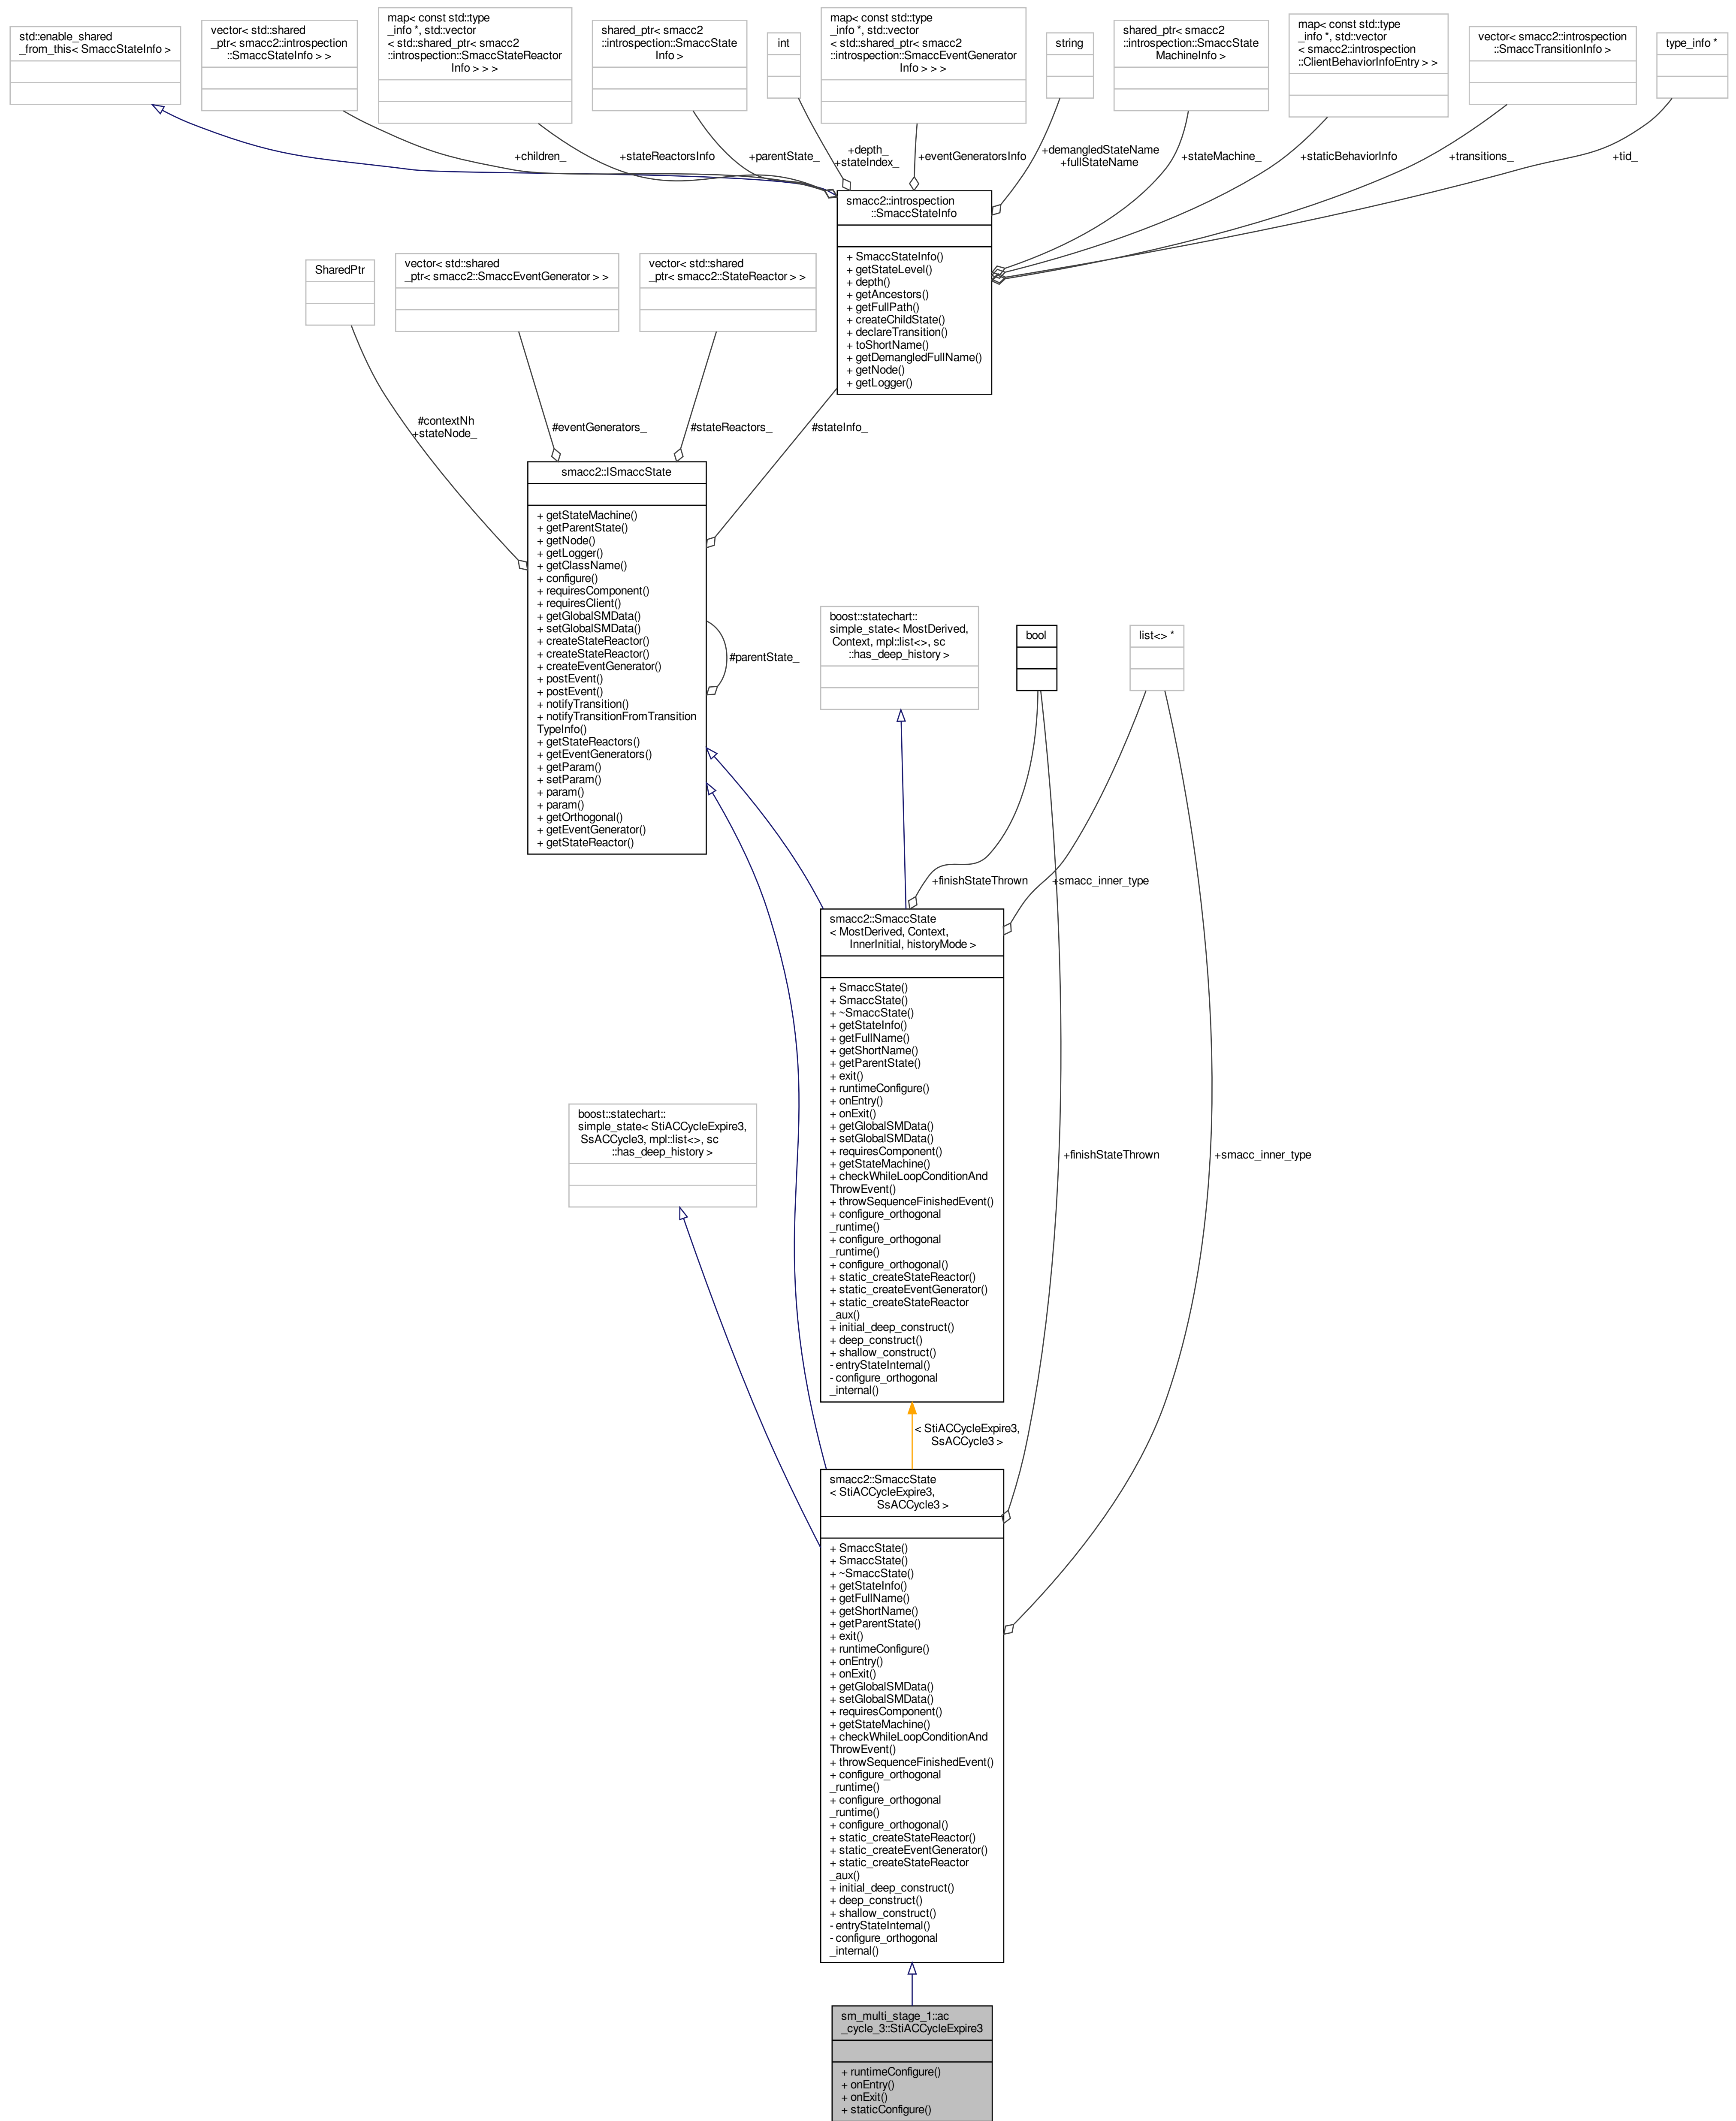 std::enable_shared
_from_this< SmaccStateInfo >
vector< std::shared
_ptr< smacc2::introspection
::SmaccStateInfo > >
map< const std::type
_info *, std::vector
< std::shared_ptr< smacc2
::introspection::SmaccStateReactor
Info > > >
shared_ptr< smacc2
::introspection::SmaccState
Info >
int
map< const std::type
_info *, std::vector
< std::shared_ptr< smacc2
::introspection::SmaccEventGenerator
Info > > >
string
shared_ptr< smacc2
::introspection::SmaccState
MachineInfo >
map< const std::type
_info *, std::vector
< smacc2::introspection
::ClientBehaviorInfoEntry > >
vector< smacc2::introspection
::SmaccTransitionInfo >
type_info *
+children_
+stateReactorsInfo
+parentState_
+depth_
+stateIndex_
+eventGeneratorsInfo
+demangledStateName
+fullStateName
+stateMachine_
+staticBehaviorInfo
+transitions_
+tid_
smacc2::introspection
::SmaccStateInfo
+ SmaccStateInfo()
+ getStateLevel()
+ depth()
+ getAncestors()
+ getFullPath()
+ createChildState()
+ declareTransition()
+ toShortName()
+ getDemangledFullName()
+ getNode()
+ getLogger()
SharedPtr
vector< std::shared
_ptr< smacc2::SmaccEventGenerator > >
vector< std::shared
_ptr< smacc2::StateReactor > >
#contextNh
+stateNode_
#eventGenerators_
#stateReactors_
#stateInfo_
smacc2::ISmaccState
+ getStateMachine()
+ getParentState()
+ getNode()
+ getLogger()
+ getClassName()
+ configure()
+ requiresComponent()
+ requiresClient()
+ getGlobalSMData()
+ setGlobalSMData()
+ createStateReactor()
+ createStateReactor()
+ createEventGenerator()
+ postEvent()
+ postEvent()
+ notifyTransition()
+ notifyTransitionFromTransition
TypeInfo()
+ getStateReactors()
+ getEventGenerators()
+ getParam()
+ setParam()
+ param()
+ param()
+ getOrthogonal()
+ getEventGenerator()
+ getStateReactor()
#parentState_
boost::statechart::
simple_state< MostDerived,
Context, mpl::list<>, sc
::has_deep_history >
bool
list<> *
+finishStateThrown
+smacc_inner_type
smacc2::SmaccState
< MostDerived, Context,
InnerInitial, historyMode >
+ SmaccState()
+ SmaccState()
+ ~SmaccState()
+ getStateInfo()
+ getFullName()
+ getShortName()
+ getParentState()
+ exit()
+ runtimeConfigure()
+ onEntry()
+ onExit()
+ getGlobalSMData()
+ setGlobalSMData()
+ requiresComponent()
+ getStateMachine()
+ checkWhileLoopConditionAnd
ThrowEvent()
+ throwSequenceFinishedEvent()
+ configure_orthogonal
_runtime()
+ configure_orthogonal
_runtime()
+ configure_orthogonal()
+ static_createStateReactor()
+ static_createEventGenerator()
+ static_createStateReactor
_aux()
+ initial_deep_construct()
+ deep_construct()
+ shallow_construct()
- entryStateInternal()
- configure_orthogonal
_internal()
boost::statechart::
simple_state< StiACCycleExpire3,
SsACCycle3, mpl::list<>, sc
::has_deep_history >
+finishStateThrown
+smacc_inner_type
< StiACCycleExpire3,
SsACCycle3 >
smacc2::SmaccState
< StiACCycleExpire3,
SsACCycle3 >
+ SmaccState()
+ SmaccState()
+ ~SmaccState()
+ getStateInfo()
+ getFullName()
+ getShortName()
+ getParentState()
+ exit()
+ runtimeConfigure()
+ onEntry()
+ onExit()
+ getGlobalSMData()
+ setGlobalSMData()
+ requiresComponent()
+ getStateMachine()
+ checkWhileLoopConditionAnd
ThrowEvent()
+ throwSequenceFinishedEvent()
+ configure_orthogonal
_runtime()
+ configure_orthogonal
_runtime()
+ configure_orthogonal()
+ static_createStateReactor()
+ static_createEventGenerator()
+ static_createStateReactor
_aux()
+ initial_deep_construct()
+ deep_construct()
+ shallow_construct()
- entryStateInternal()
- configure_orthogonal
_internal()
sm_multi_stage_1::ac
_cycle_3::StiACCycleExpire3
+ runtimeConfigure()
+ onEntry()
+ onExit()
+ staticConfigure()